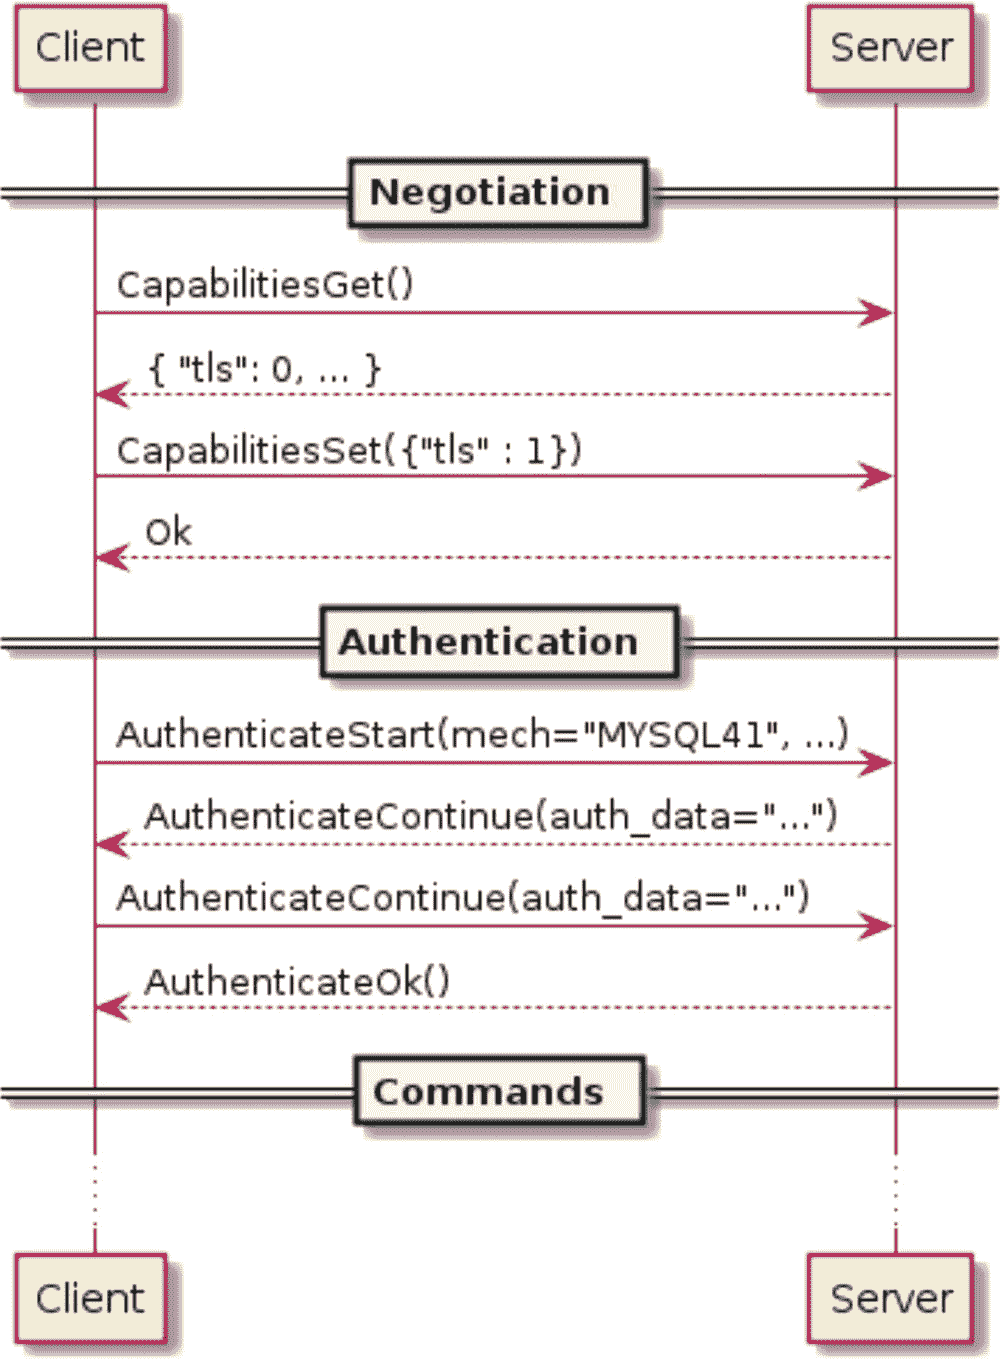 Client Server
Negotiation
CapabilitiesGet()
{ "tls": 0, ... }
CapabilitiesSet({"tls" : 1})
Ok
Authentication
AuthenticateStart(mech="MYSQL41", ...)
AuthenticateContinue(auth_data="...")
AuthenticateContinue(auth_data="...")
AuthenticateOk()
Commands
Client Server